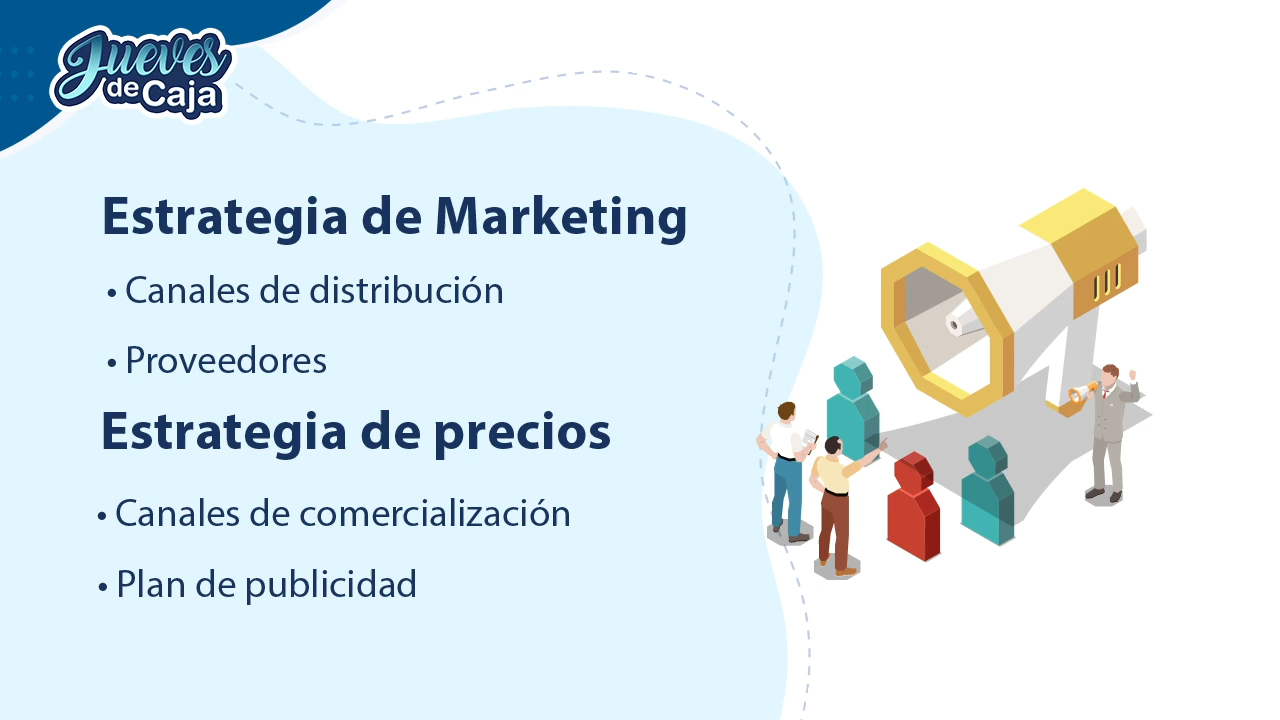 Jueves
de Caja
Estrategia de Marketing
• Canales de distribución
• Proveedores
Estrategia de precios
• Canales de comercialización
• Plan de publicidad